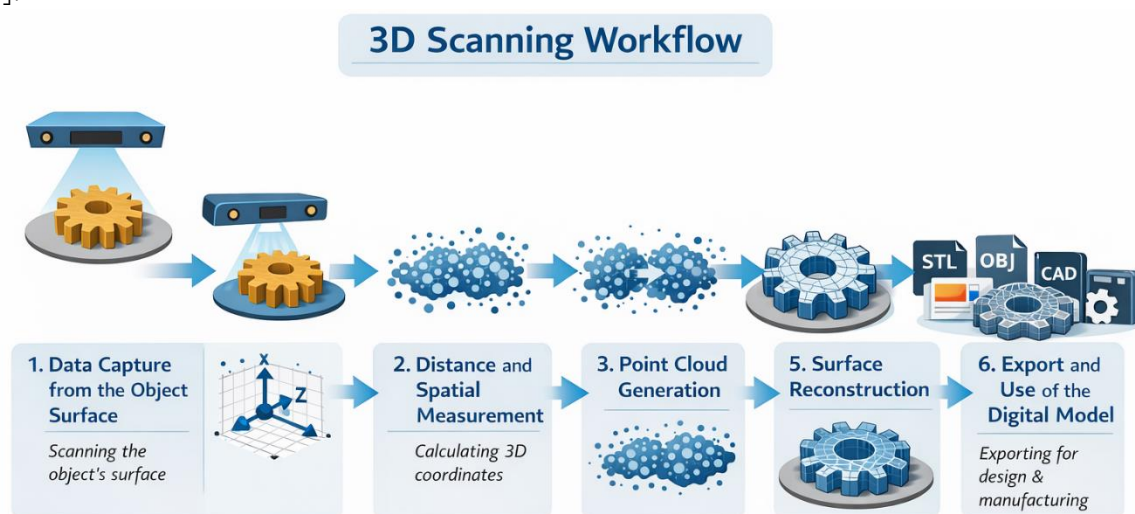 ].
3D Scanning Workflow
STL
OBJ
CAD
1. Data Capture
from the Object
Surface
Scanning the
object's surface
X
Z
2. Distance and
Spatial
Measurement
Calculating 3D
coordinates
3. Point Cloud
Generation
5. Surface
Reconstruction
6. Export and
Use of the
Digital Model
Exporting for
design &
manufacturing